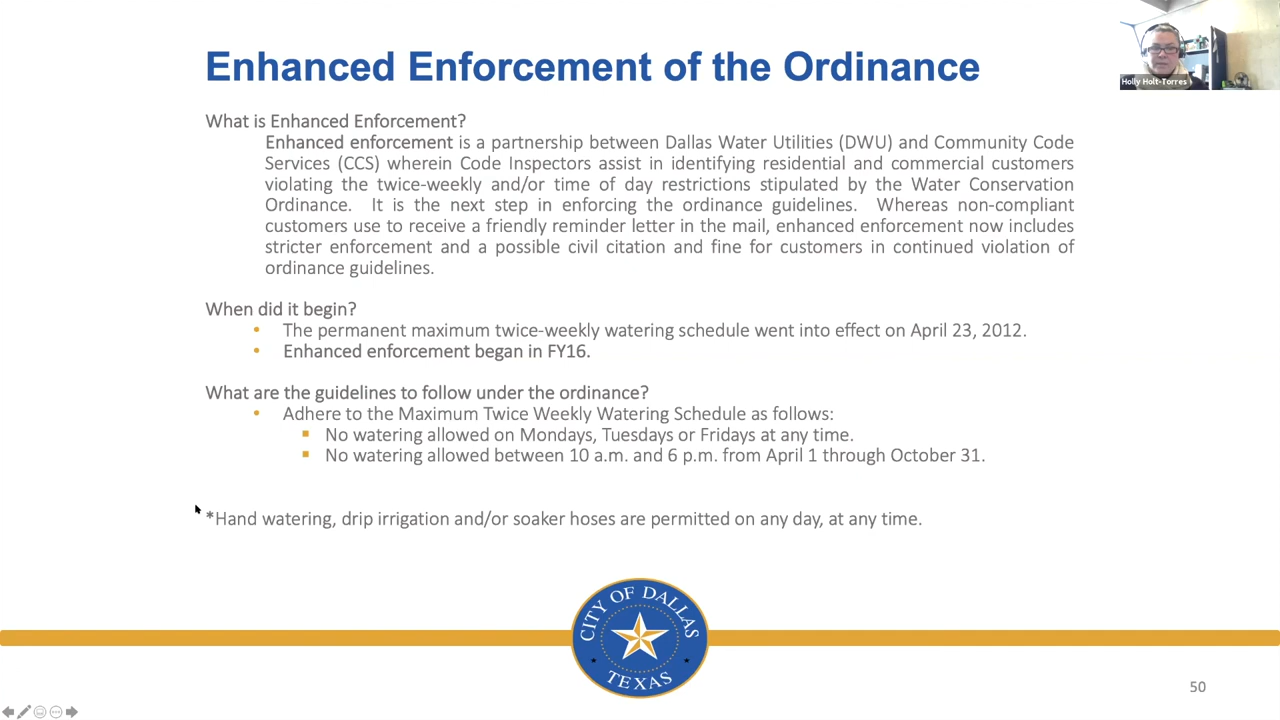 Enhanced Enforcement of the Ordinance
Holly Holt-Torres
What is Enhanced Enforcement?
Enhanced enforcement is a partnership between Dallas Water Utilities (DWU) and Community Code
Services (CCS) wherein Code Inspectors assist in identifying residential and commercial customers
violating the twice-weekly and/or time of day restrictions stipulated by the Water Conservation
Ordinance. It is the next step in enforcing the ordinance guidelines. Whereas non-compliant
customers use to receive a friendly reminder letter in the mail, enhanced enforcement now includes
stricter enforcement and a possible civil citation and fine for customers in continued violation of
ordinance guidelines.
When did it begin?
• The permanent maximum twice-weekly watering schedule went into effect on April 23, 2012.
• Enhanced enforcement began in FY16.
What are the guidelines to follow under the ordinance?
• Adhere to the Maximum Twice Weekly Watering Schedule as follows:
▪ No watering allowed on Mondays, Tuesdays or Fridays at any time.
▪ No watering allowed between 10 a.m. and 6 p.m. from April 1 through October 31.
*Hand watering, drip irrigation and/or soaker hoses are permitted on any day, at any time.
CITY OF DALLAS
TEXAS
50